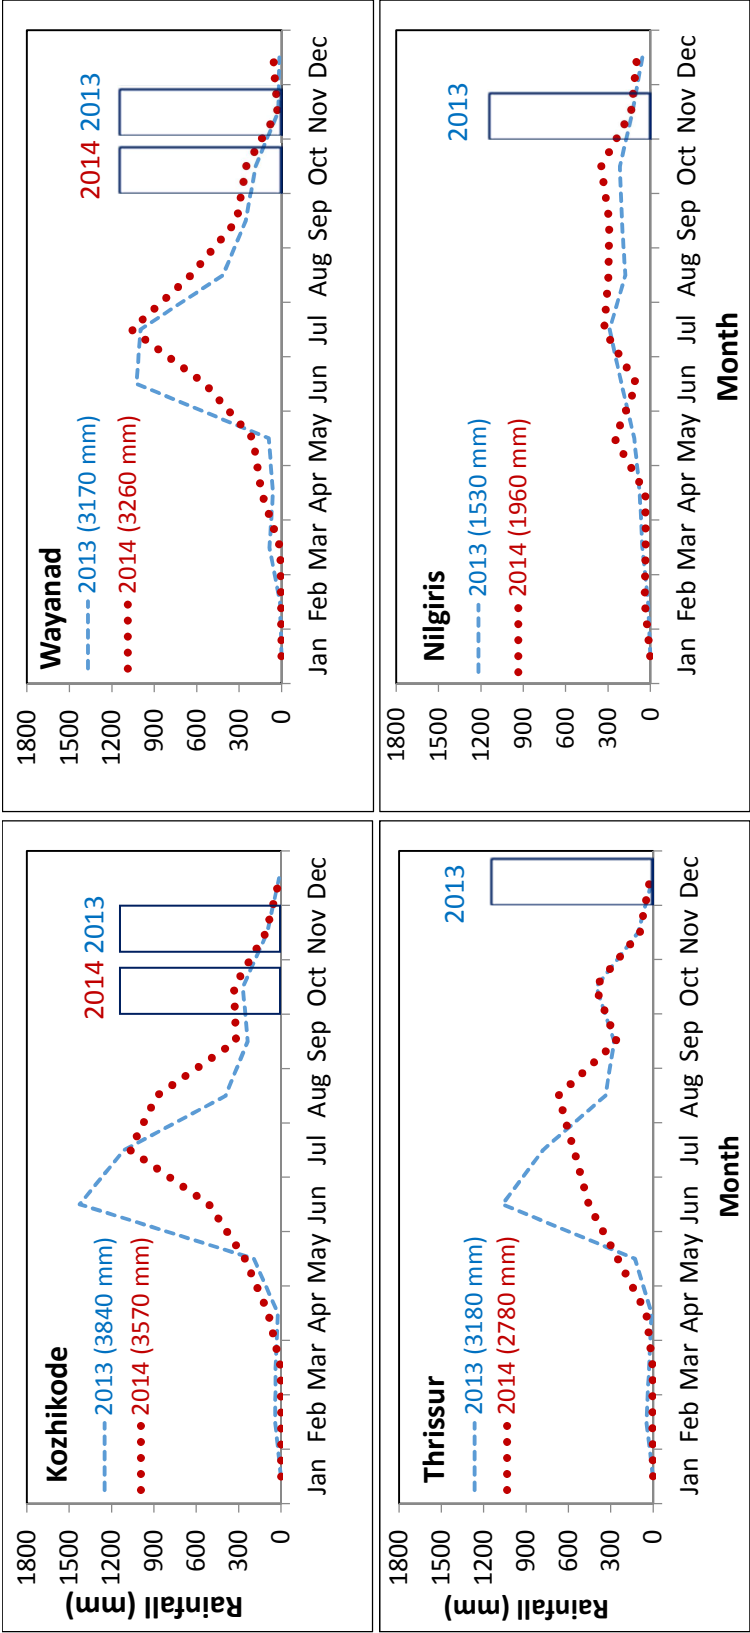 Kozhikode
2013 (3840 mm)
2014 (3570 mm)
2014 2013
Rainfall (mm)
1800
1500
1200
900
600
300
0
Jan Feb Mar Apr May Jun Jul Aug Sep Oct Nov Dec
Wayanad
2013 (3170 mm)
2014 (3260 mm)
2014 2013
1800
1500
1200
900
600
300
0
Jan Feb Mar Apr May Jun Jul Aug Sep Oct Nov Dec
Thrissur
2013 (3180 mm)
2014 (2780 mm)
2013
Rainfall (mm)
1800
1500
1200
900
600
300
0
Jan Feb Mar Apr May Jun Jul Aug Sep Oct Nov Dec
Month
Nilgiris
2013 (1530 mm)
2014 (1960 mm)
2013
1800
1500
1200
900
600
300
0
Jan Feb Mar Apr May Jun Jul Aug Sep Oct Nov Dec
Month